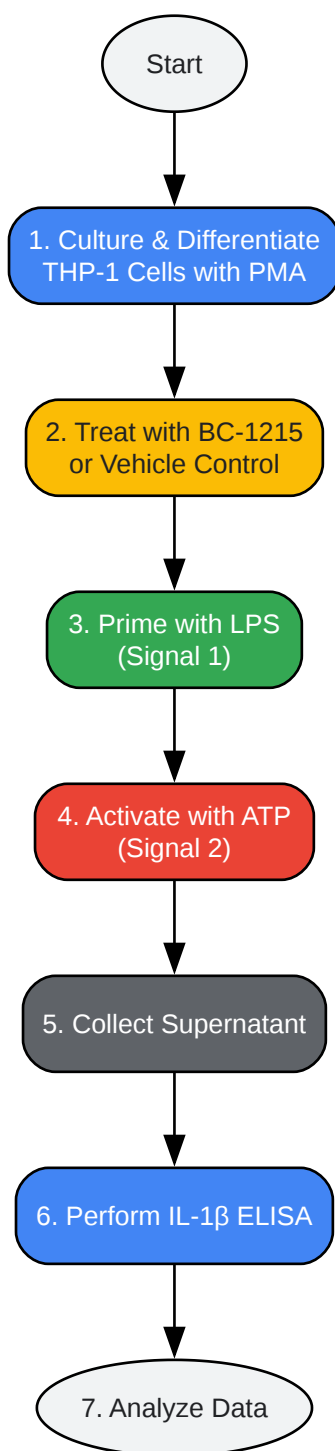 Start
1. Culture & Differentiate
THP-1 Cells with PMA
2. Treat with BC-1215
or Vehicle Control
3. Prime with LPS
(Signal 1)
4. Activate with ATP
(Signal 2)
5. Collect Supernatant
6. Perform IL-1β ELISA
7. Analyze Data